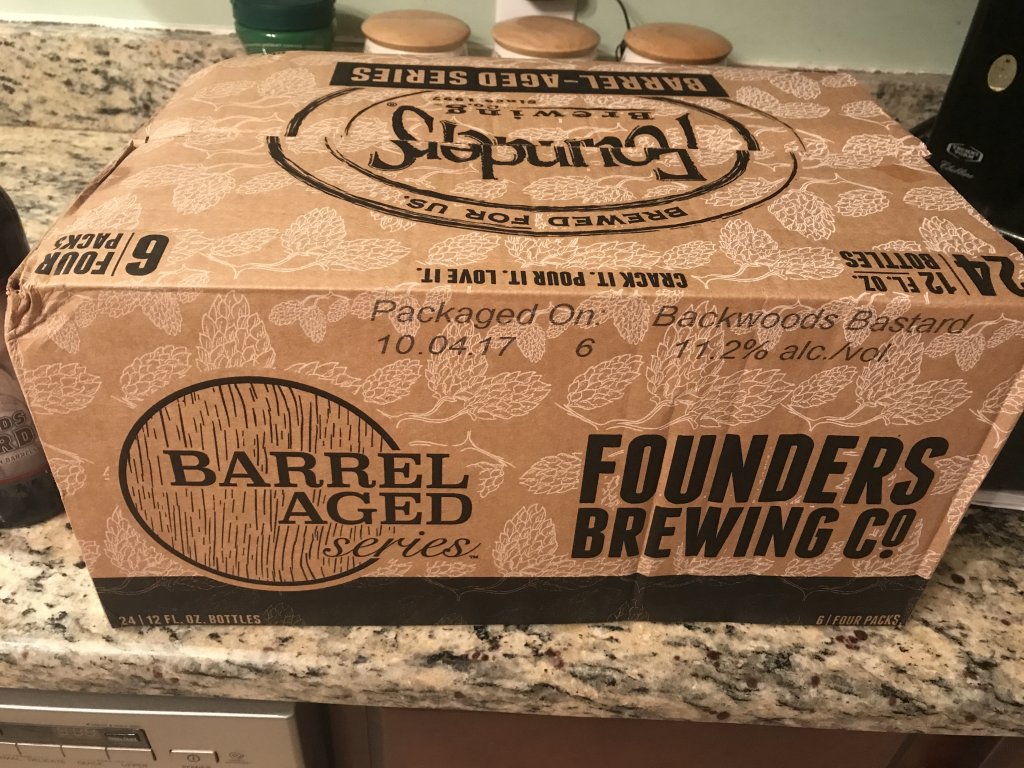 BARREL-AGED SERIES
Founders
Brewing
BREWED FOR US.
6 FOUR PACKS
24 12 FL. OZ. BOTTLES
CRACK IT. POUR IT. LOVE IT.
Packaged On: Backwoods Bastard
10.04.17 6 11.2% alc./vol.
BARREL
AGED
series™
FOUNDERS
BREWING CO
24 | 12 FL. OZ. BOTTLES
6 | FOUR PACKS